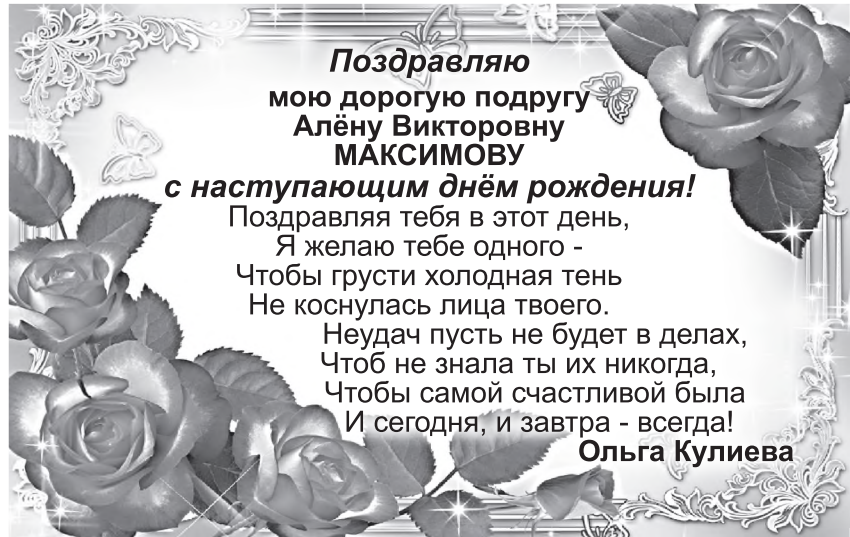 Поздравляю
мою дорогую подругу
Алёну Викторовну
МАКСИМОВУ
с наступающим днём рождения!
Поздравляя тебя в этот день,
Я желаю тебе одного -
Чтобы грусти холодная тень
Не коснулась лица твоего.
Неудач пусть не будет в делах,
Чтоб не знала ты их никогда,
Чтобы самой счастливой была
И сегодня, и завтра - всегда!
Ольга Кулиева